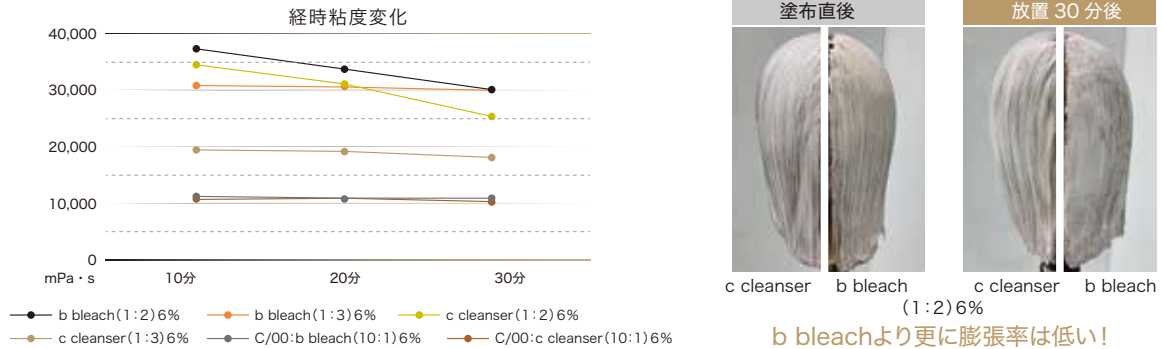 経時粘度変化
40,000
30,000
20,000
10,000
0
mPa・s
10分
20分
30分
b bleach(1:2)6%
b bleach(1:3)6%
c cleanser(1:2)6%
c cleanser(1:3)6%
C/00:b bleach(10:1)6%
C/00:c cleanser(10:1)6%
塗布直後
放置30分後
c cleanser
b bleach
c cleanser
b bleach
(1:2)6%
b bleachより更に膨張率は低い!